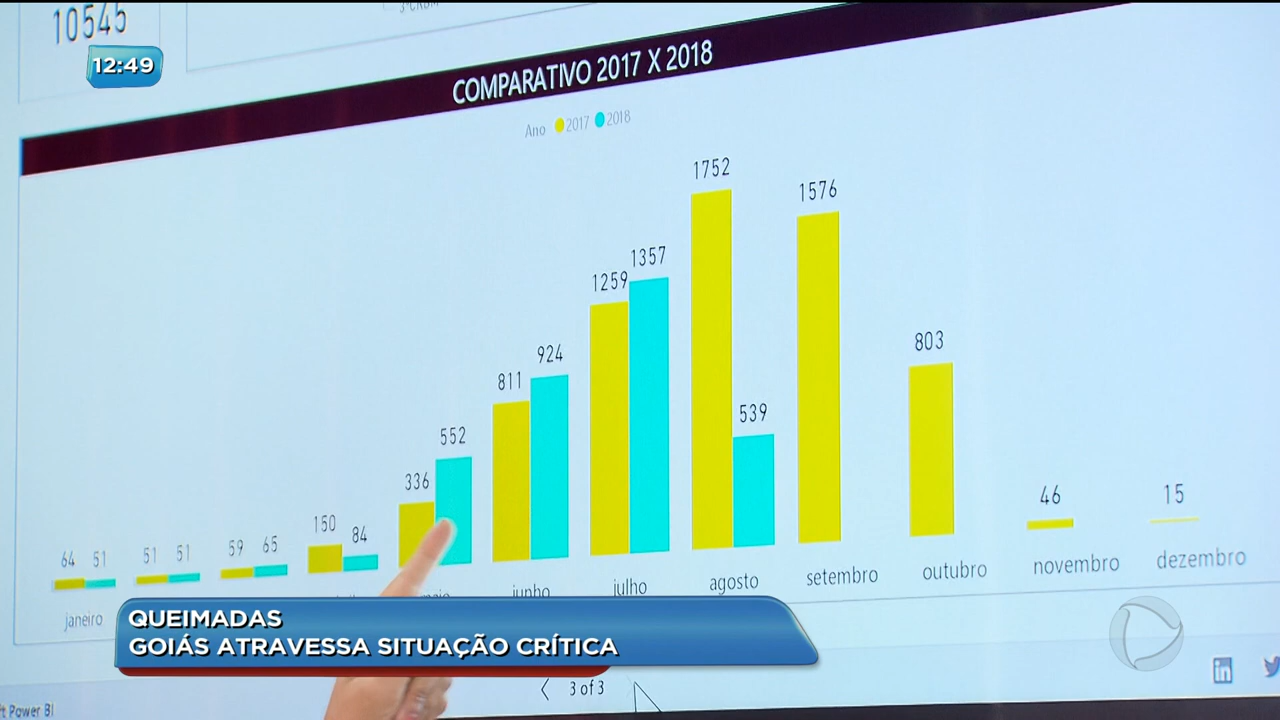 10545
12:49
COMPARATIVO 2017 X 2018
Ano 2017 2018
64 51 51 51 59 65 150 84 336 552 811 924 1259 1357 1752 539 1576 803 46 15
janeiro maio junho julho agosto setembro outubro novembro dezembro
QUEIMADAS
GOIÁS ATRAVESSA SITUAÇÃO CRÍTICA
3 of 3
in
Power BI